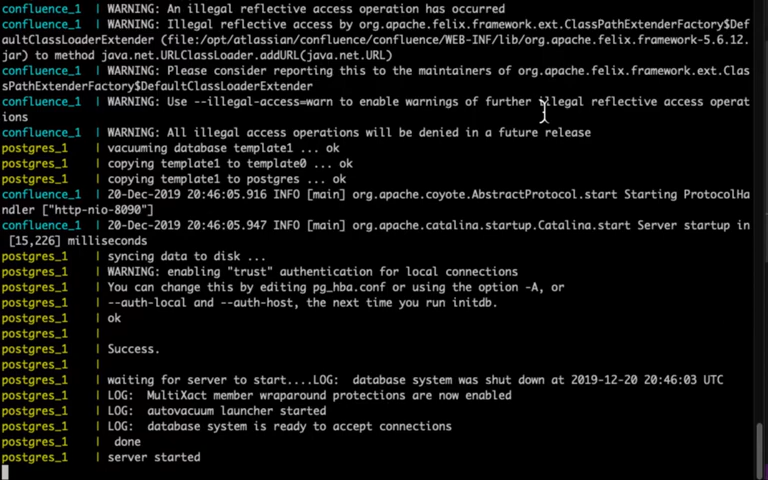 confluence_1 | WARNING: An illegal reflective access operation has occurred
confluence_1 | WARNING: Illegal reflective access by org.apache.felix.framework.ext.ClassPathExtenderFactory$Def
aultClassLoaderExtender (file:/opt/atlassian/confluence/confluence/WEB-INF/lib/org.apache.felix.framework-5.6.12.
jar) to method java.net.URLClassLoader.addURL(java.net.URL)
confluence_1 | WARNING: Please consider reporting this to the maintainers of org.apache.felix.framework.ext.Clas
sPathExtenderFactory$DefaultClassLoaderExtender
confluence_1 | WARNING: Use --illegal-access=warn to enable warnings of further illegal reflective access operat
ions
confluence_1 | WARNING: All illegal access operations will be denied in a future release
postgres_1 | vacuuming database template1 ... ok
postgres_1 | copying template1 to template0 ... ok
postgres_1 | copying template1 to postgres ... ok
confluence_1 | 20-Dec-2019 20:46:05.916 INFO [main] org.apache.coyote.AbstractProtocol.start Starting ProtocolHa
ndler ["http-nio-8090"]
confluence_1 | 20-Dec-2019 20:46:05.947 INFO [main] org.apache.catalina.startup.Catalina.start Server startup in
[15,226] milliseconds
postgres_1 | syncing data to disk ...
postgres_1 | WARNING: enabling "trust" authentication for local connections
postgres_1 | You can change this by editing pg_hba.conf or using the option -A, or
postgres_1 | --auth-local and --auth-host, the next time you run initdb.
postgres_1 | ok
postgres_1 |
postgres_1 | Success.
postgres_1 |
postgres_1 | waiting for server to start....LOG:  database system was shut down at 2019-12-20 20:46:03 UTC
postgres_1 | LOG:  MultiXact member wraparound protections are now enabled
postgres_1 | LOG:  autovacuum launcher started
postgres_1 | LOG:  database system is ready to accept connections
postgres_1 |  done
postgres_1 | server started